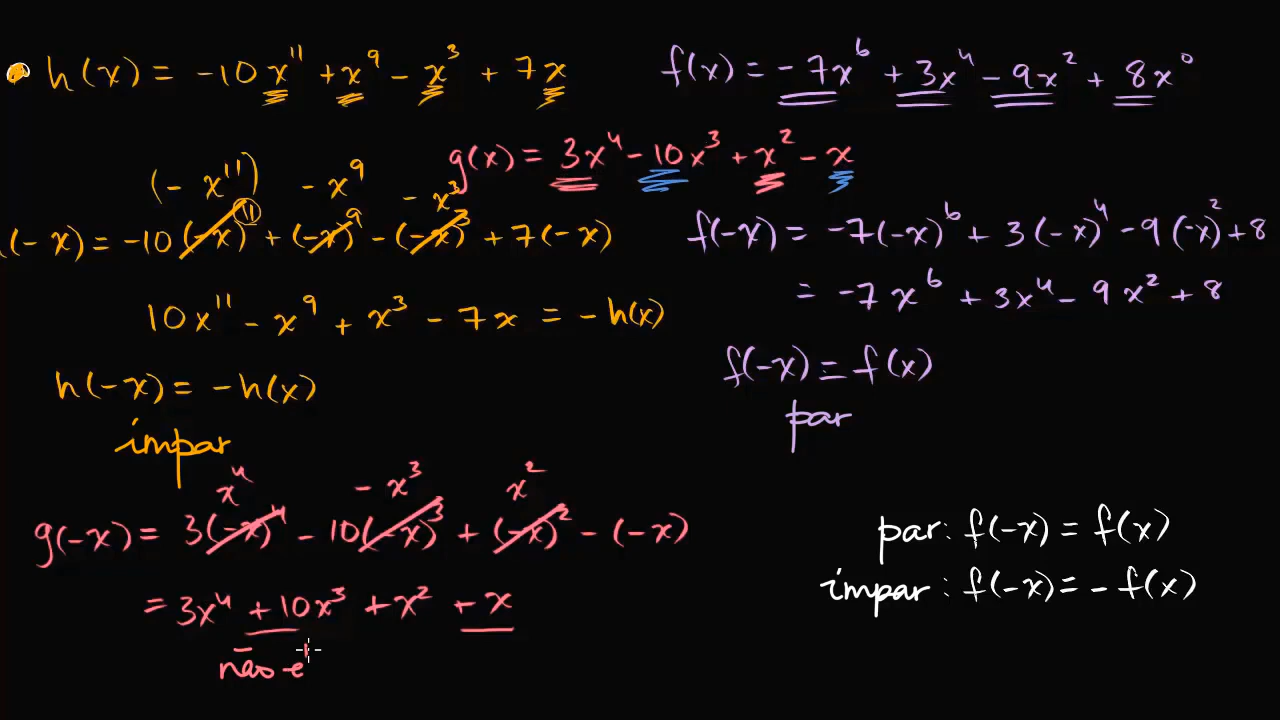 h(x) = -10x¹¹ + x⁹ - x³ + 7x
f(x) = -7x⁶ + 3x⁴ - 9x² + 8x⁰
g(x) = 3x⁴ - 10x³ + x² - x
(-x¹¹) -x⁹ -x³
(-x) = -10(-x)¹¹ + (-x)⁹ - (-x)³ + 7(-x)
10x¹¹ - x⁹ + x³ - 7x = -h(x)
h(-x) = -h(x)
impar
f(-x) = -7(-x)⁶ + 3(-x)⁴ - 9(-x)² + 8
= -7x⁶ + 3x⁴ - 9x² + 8
f(-x) = f(x)
par
x⁴ -x³ x²
g(-x) = 3(-x)⁴ - 10(-x)³ + (-x)² - (-x)
= 3x⁴ + 10x³ + x² + x
não e
par: f(-x) = f(x)
impar: f(-x) = -f(x)